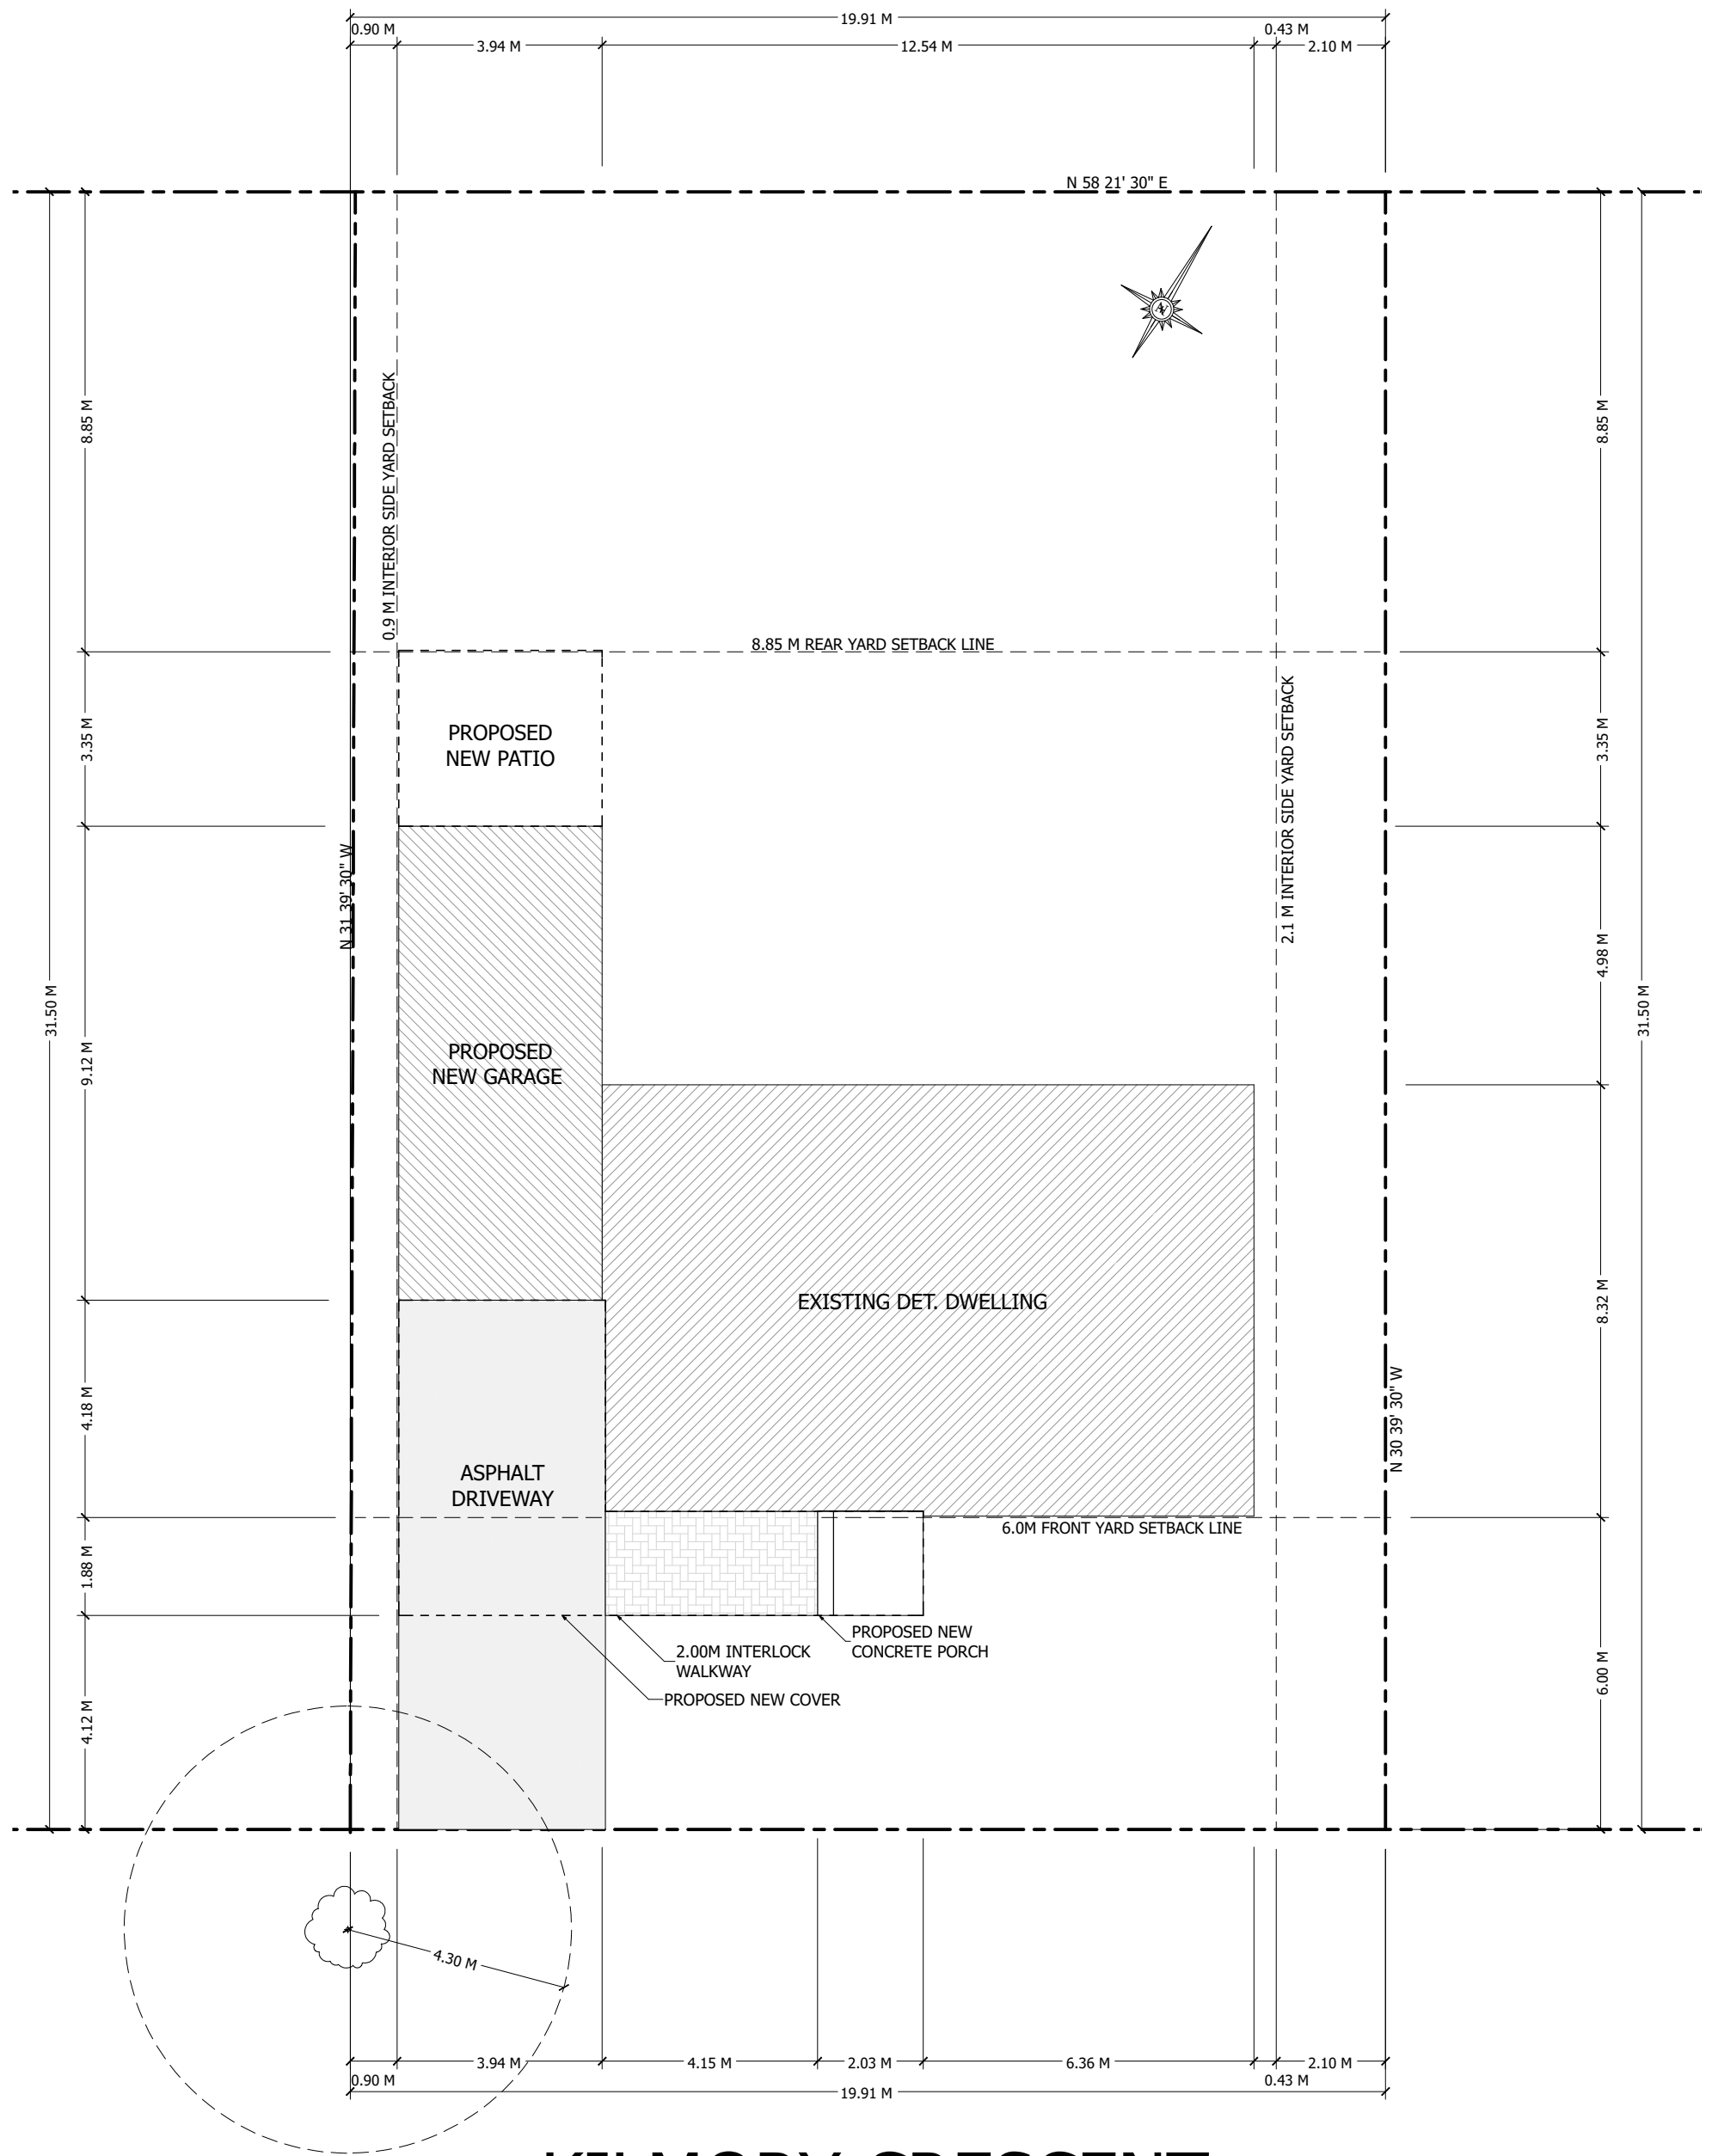 19.91 M
0.90 M
0.43 M
3.94 M
12.54 M
2.10 M
N 58 21' 30" E
8.85 M
0.9 M INTERIOR SIDE YARD SETBACK
8.85 M
8.85 M REAR YARD SETBACK LINE
3.35 M
PROPOSED
NEW PATIO
2.1 M INTERIOR SIDE YARD SETBACK
3.35 M
N 31 39' 30" W
4.98 M
31.50 M
31.50 M
9.12 M
PROPOSED
NEW GARAGE
EXISTING DET. DWELLING
8.32 M
4.18 M
N 30 39' 30" W
ASPHALT
DRIVEWAY
6.0M FRONT YARD SETBACK LINE
1.88 M
PROPOSED NEW
CONCRETE PORCH
2.00M INTERLOCK
WALKWAY
PROPOSED NEW COVER
6.00 M
4.12 M
4.30 M
3.94 M
4.15 M
2.03 M
6.36 M
2.10 M
0.90 M
0.43 M
19.91 M
KILMORY CRESCENT